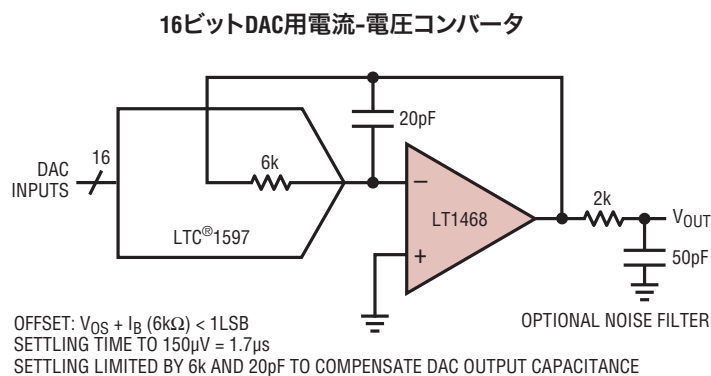 16ビットDAC用電流-電圧コンバータ
20pF
16
DAC
INPUTS
6k
−
LT1468
2k
VOUT
LTC®1597
+
50pF
OPTIONAL NOISE FILTER
OFFSET: VOS + IB (6kΩ) < 1LSB
SETTLING TIME TO 150µV = 1.7µs
SETTLING LIMITED BY 6k AND 20pF TO COMPENSATE DAC OUTPUT CAPACITANCE